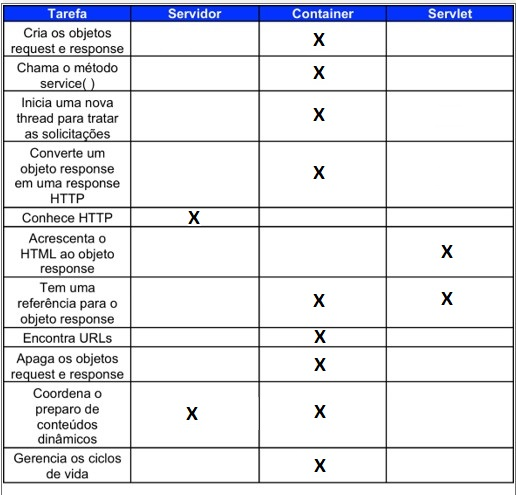 Tarefa Servidor Container Servlet
Cria os objetos
request e response X
Chama o método
service( ) X
Inicia uma nova
thread para tratar X
as solicitações
Converte um
objeto response X
em uma response
HTTP
Conhece HTTP X
Acrescenta o
HTML ao objeto X
response
Tem uma
referência para o X X
objeto response
Encontra URLs X
Apaga os objetos X
request e response
Coordena o
preparo de X X
conteúdos
dinâmicos
Gerencia os ciclos X
de vida